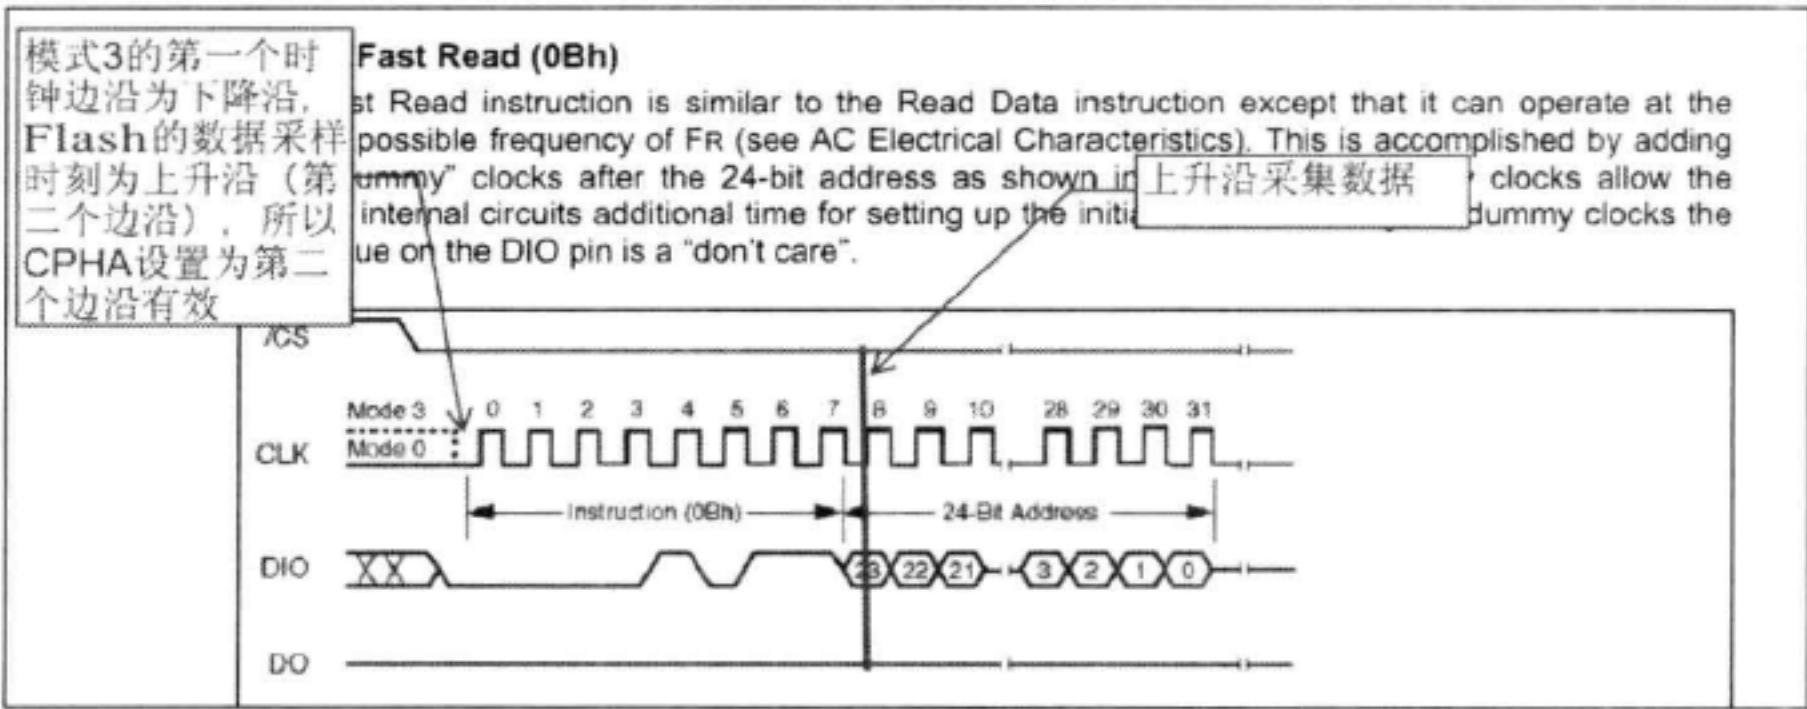 模式3的第一个时
钟边沿为下降沿,
Flash的数据采样
时刻为上升沿（第
二个边沿）, 所以
CPHA设置为第二
个边沿有效
Fast Read (0Bh)
st Read instruction is similar to the Read Data instruction except that it can operate at the
possible frequency of FR (see AC Electrical Characteristics). This is accomplished by adding
ummy” clocks after the 24-bit address as shown in
clocks allow the
internal circuits additional time for setting up the initia
dummy clocks the
ue on the DIO pin is a “don't care”.
上升沿采集数据
/CS
Mode 3 0 1 2 3 4 5 6 7 8 9 10 28 29 30 31
CLK Mode 0
Instruction (0Bh) 24-Bit Address
DIO 23 22 21 3 2 1 0
DO